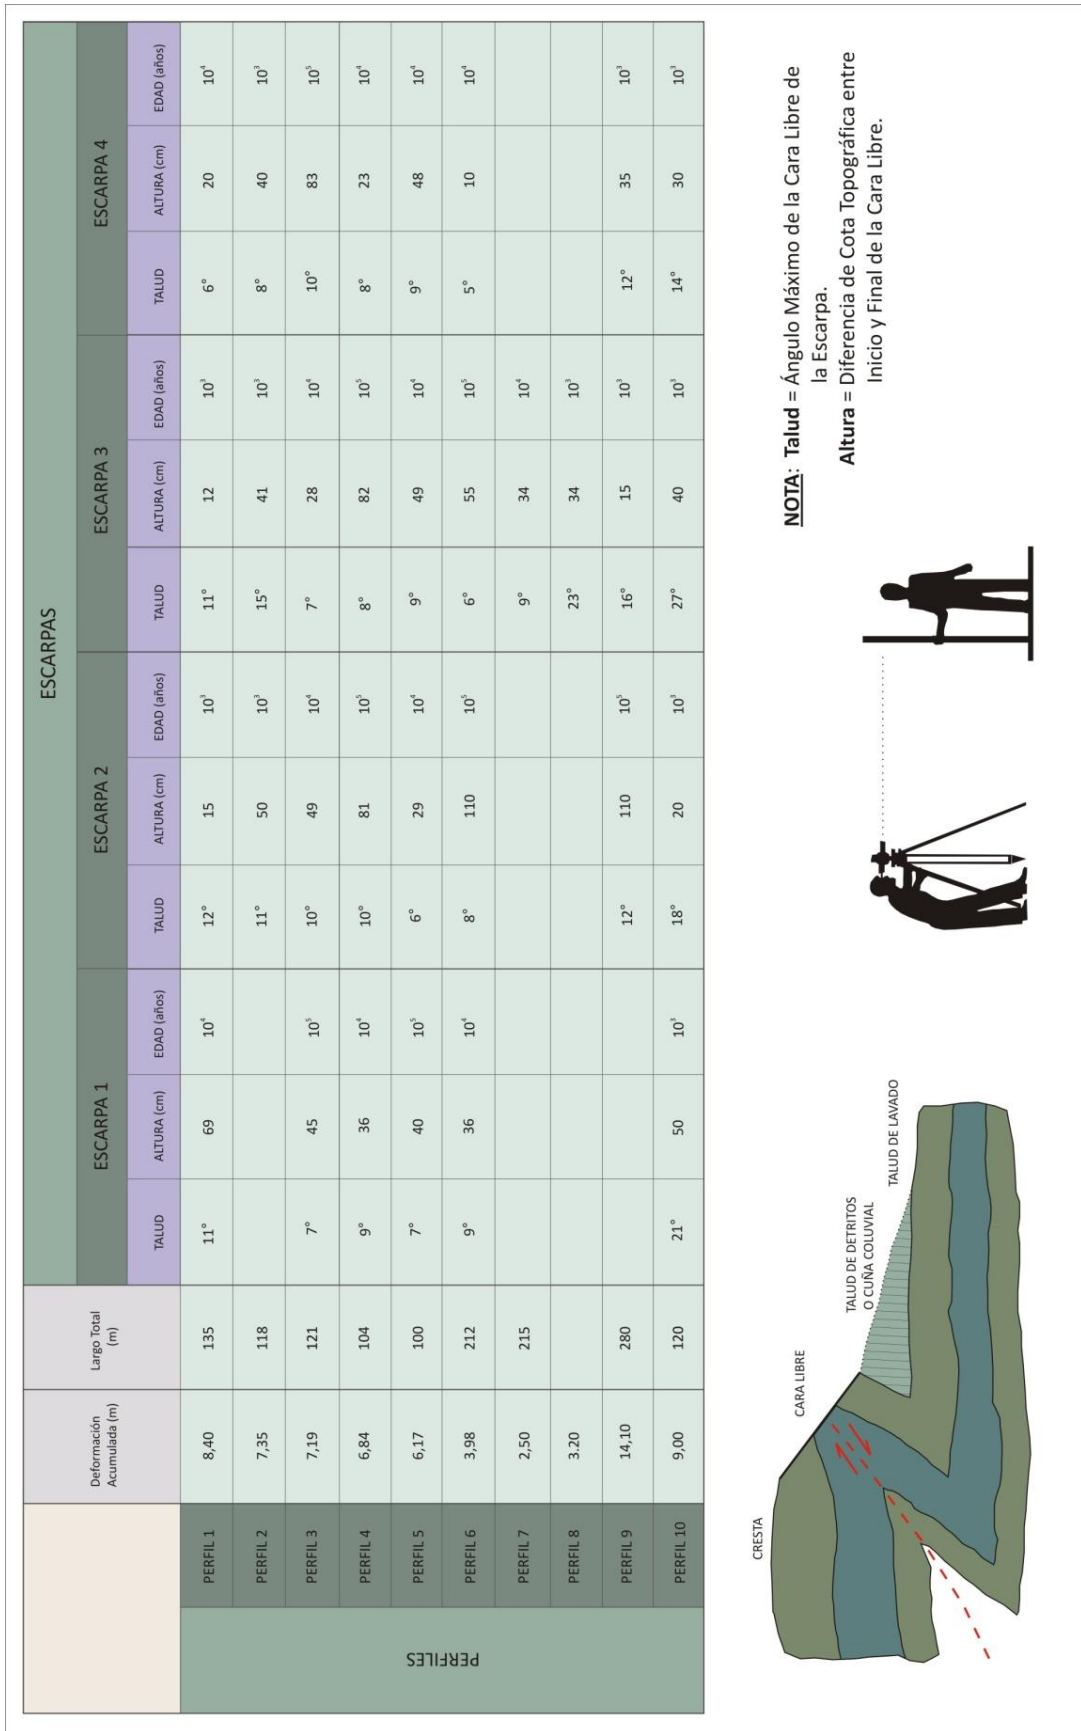 ESCARPAS
Deformación Acumulada (m) Largo Total (m) ESCARPA 1 ESCARPA 2 ESCARPA 3 ESCARPA 4
TALUD ALTURA (cm) EDAD (años) TALUD ALTURA (cm) EDAD (años) TALUD ALTURA (cm) EDAD (años) TALUD ALTURA (cm) EDAD (años)
PERFILES
PERFIL 1 8,40 135 11° 69 10⁴ 12° 15 10³ 11° 12 10³ 6° 20 10⁴
PERFIL 2 7,35 118 11° 50 10³ 15° 41 10³ 8° 40 10³
PERFIL 3 7,19 121 7° 45 10⁵ 10° 49 10⁴ 7° 28 10⁴ 10° 83 10⁵
PERFIL 4 6,84 104 9° 36 10⁴ 10° 81 10⁵ 8° 82 10⁵ 8° 23 10⁴
PERFIL 5 6,17 100 7° 40 10⁵ 6° 29 10⁴ 9° 49 10⁴ 9° 48 10⁴
PERFIL 6 3,98 212 9° 36 10⁴ 8° 110 10⁵ 6° 55 10⁵ 5° 10 10⁴
PERFIL 7 2,50 215 9° 34 10⁴
PERFIL 8 3.20 23° 34 10³
PERFIL 9 14,10 280 12° 110 10⁵ 16° 15 10³ 12° 35 10³
PERFIL 10 9,00 120 21° 50 10³ 18° 20 10³ 27° 40 10³ 14° 30 10³
CRESTA
CARA LIBRE
TALUD DE DETRITOS
O CUÑA COLUVIAL
TALUD DE LAVADO
NOTA: Talud = Ángulo Máximo de la Cara Libre de
la Escarpa.
Altura = Diferencia de Cota Topográfica entre
Inicio y Final de la Cara Libre.